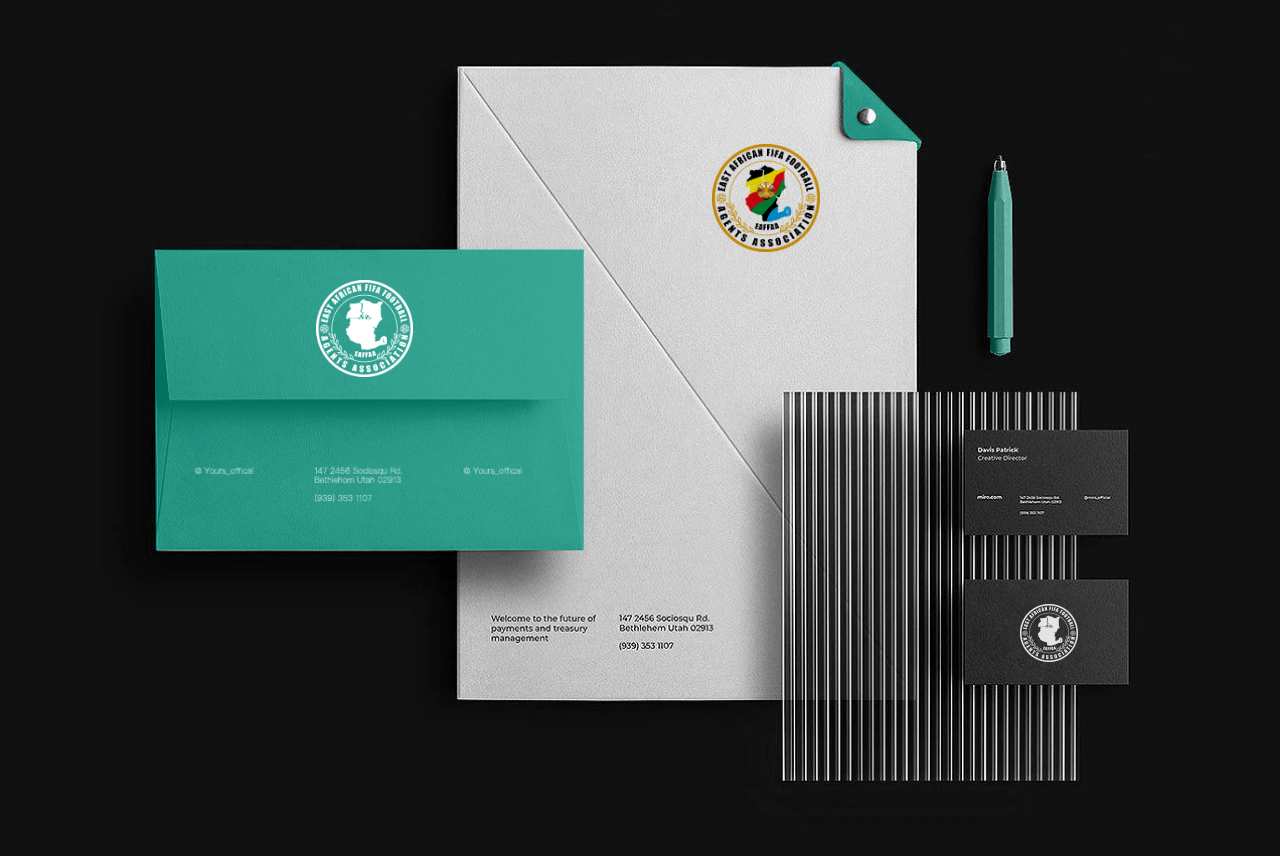 EAST AFRICAN FIFA FOOTBALL
EAFFAA
AGENTS ASSOCIATION
EAST AFRICAN FIFA FOOTBALL
EAFFAA
AGENTS ASSOCIATION
@ Yours_offical
147 2456 Sociosqu Rd.
Bethlehom Utah 02913
(939) 353 1107
@ Yours_offical
Welcome to the future of
payments and treasury
management
147 2456 Sociosqu Rd.
Bethlehem Utah 02913
(939) 353 1107
Davis Patrick
Creative Director
miro.com
147 2456 Sociosqu Rd.
Bethlehem Utah 02913
(939) 353 1107
@miro_official
EAST AFRICAN FIFA FOOTBALL
EAFFAA
AGENTS ASSOCIATION